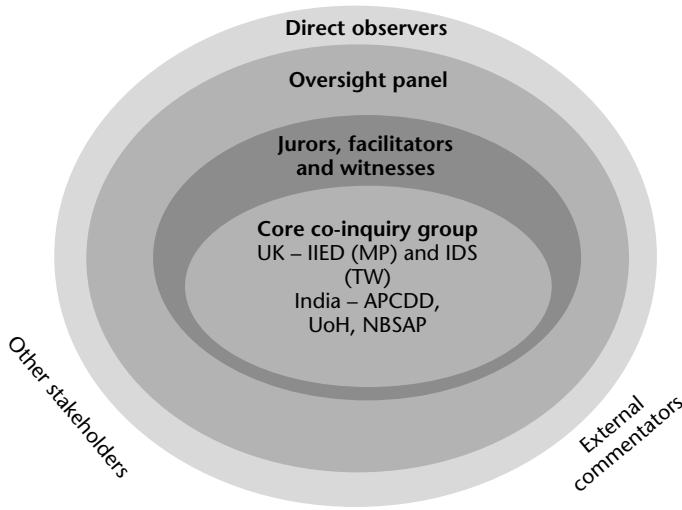 Direct observers
Oversight panel
Jurors, facilitators
and witnesses
Core co-inquiry group
UK – IIED (MP) and IDS
(TW)
India – APCDD,
UoH, NBSAP
Other stakeholders
External
commentators